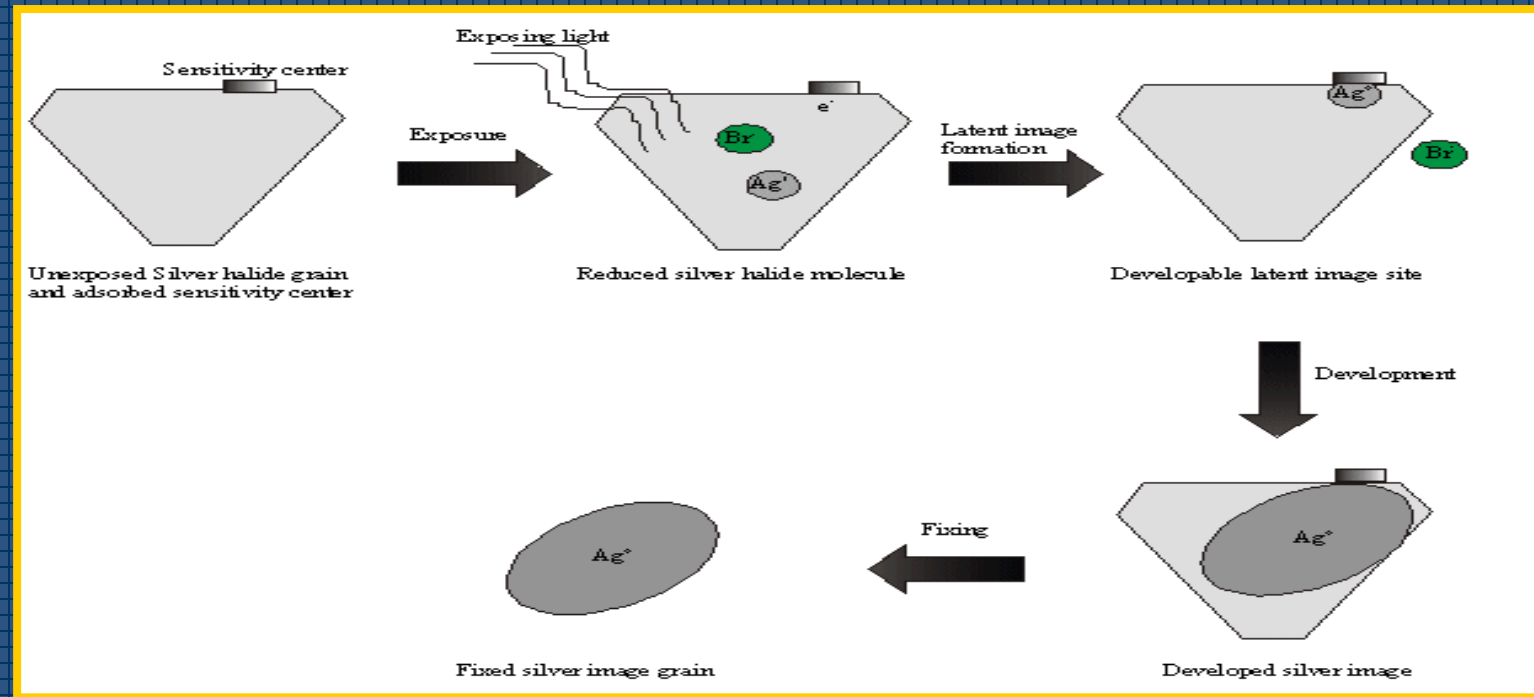 Exposing light
Sensitivity center
Exposure
e-
Br
Ag+
Latent image
formation
Ag°
Br
Unexposed Silver halide grain
and adsorbed sensitivity center
Reduced silver halide molecule
Developable latent image site
Development
Ag°
Fixing
Ag°
Fixed silver image grain
Developed silver image